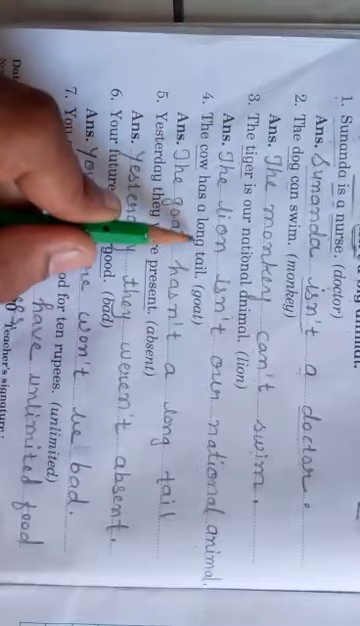 1. Sunanda is a nurse. (doctor)
Ans. Sunanda isn't a doctor.
2. The dog can swim. (monkey)
Ans. The monkey can't swim.
3. The tiger is our national animal. (lion)
Ans. The lion isn't our national animal.
4. The cow has a long tail. (goat)
Ans. The goat hasn't a long tail
5. Yesterday they are present. (absent)
Ans. Yesterday they weren't absent.
6. Your future good. (bad)
Ans. won't be bad.
7. You od for ten rupees. (unlimited)
have unlimited food
Teacher's signature: